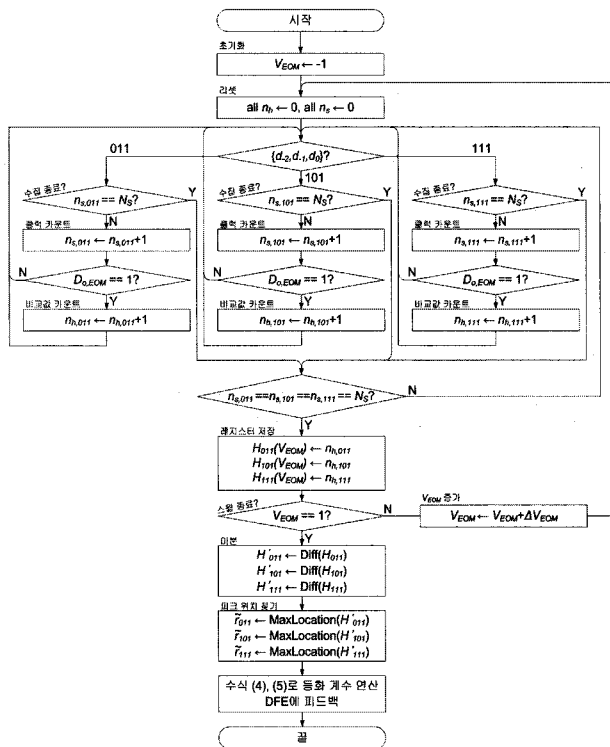 시작
초기화
V_EOM ← -1
리셋
all n_h ← 0, all n_s ← 0
{d_-2,d_-1,d_0}?
011
101
111
수집 종료?
n_s,011 == N_S?
Y
N
출력 카운트
n_s,011 ← n_s,011+1
N
D_o,EOM == 1?
Y
비교값 카운트
n_h,011 ← n_h,011+1
수집 종료?
n_s,101 == N_S?
Y
N
출력 카운트
n_s,101 ← n_s,101+1
N
D_o,EOM == 1?
Y
비교값 카운트
n_h,101 ← n_h,101+1
수집 종료?
n_s,111 == N_S?
Y
N
출력 카운트
n_s,111 ← n_s,111+1
N
D_o,EOM == 1?
Y
비교값 카운트
n_h,111 ← n_h,111+1
n_s,011==n_s,101==n_s,111 == N_S?
N
Y
레지스터 저장
H_011(V_EOM) ← n_h,011
H_101(V_EOM) ← n_h,101
H_111(V_EOM) ← n_h,111
스윕 종료?
V_EOM == 1?
N
Y
V_EOM 증가
V_EOM ← V_EOM+ΔV_EOM
미분
H'_011 ← Diff(H_011)
H'_101 ← Diff(H_101)
H'_111 ← Diff(H_111)
피크 위치 찾기
r̃_011 ← MaxLocation(H'_011)
r̃_101 ← MaxLocation(H'_101)
r̃_111 ← MaxLocation(H'_111)
수식 (4), (5)로 등화 계수 연산
DFE에 피드백
끝